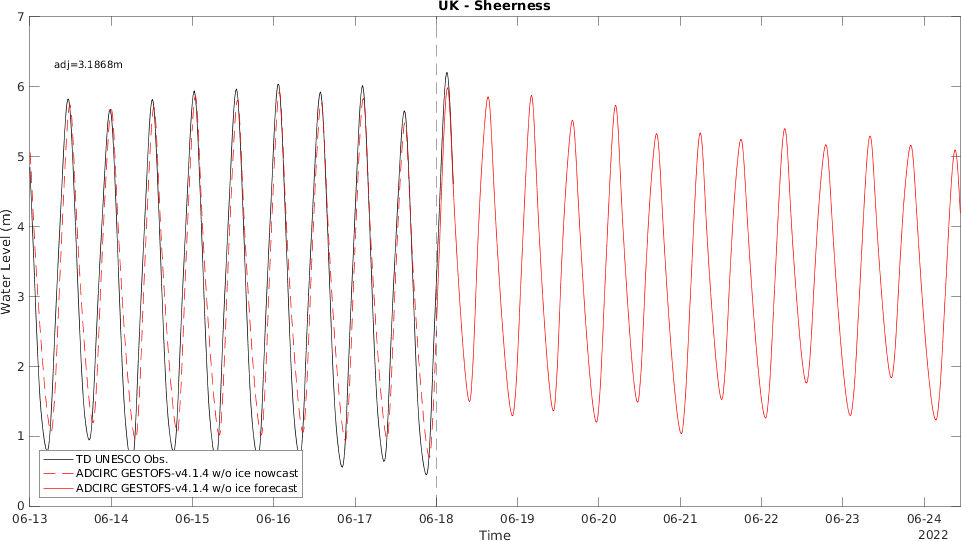 UK - Sheerness
adj=3.1868m
Water Level (m)
7
6
5
4
3
2
1
0
TD UNESCO Obs.
ADCIRC GESTOFS-v4.1.4 w/o ice nowcast
ADCIRC GESTOFS-v4.1.4 w/o ice forecast
06-13 06-14 06-15 06-16 06-17 06-18 06-19 06-20 06-21 06-22 06-23 06-24
Time
2022